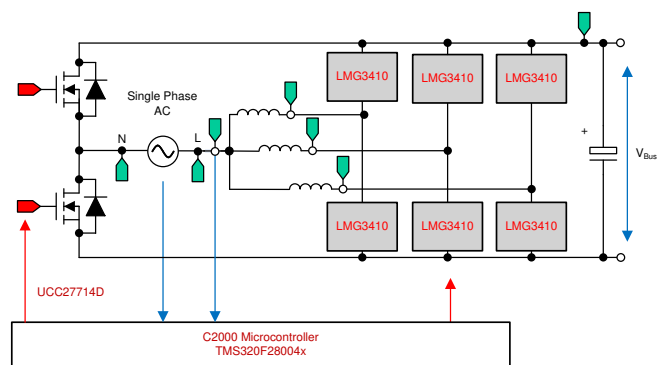 LMG3410
LMG3410
LMG3410
Single Phase
AC
N
L
+
VBus
LMG3410
LMG3410
LMG3410
UCC27714D
C2000 Microcontroller
TMS320F28004x